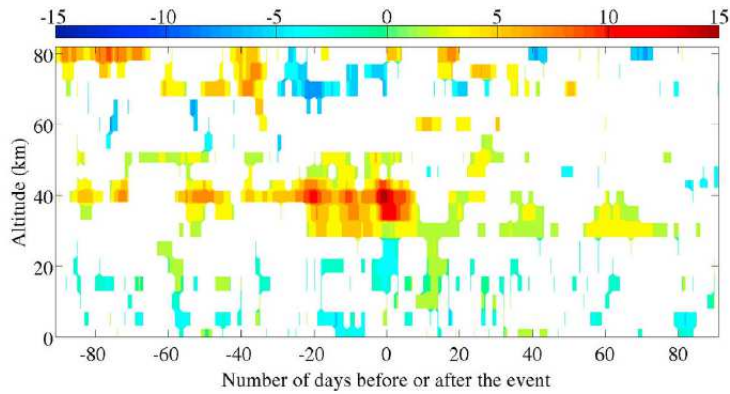 -15 -10 -5 0 5 10 15
80
60
40
20
0
Altitude (km)
-80 -60 -40 -20 0 20 40 60 80
Number of days before or after the event